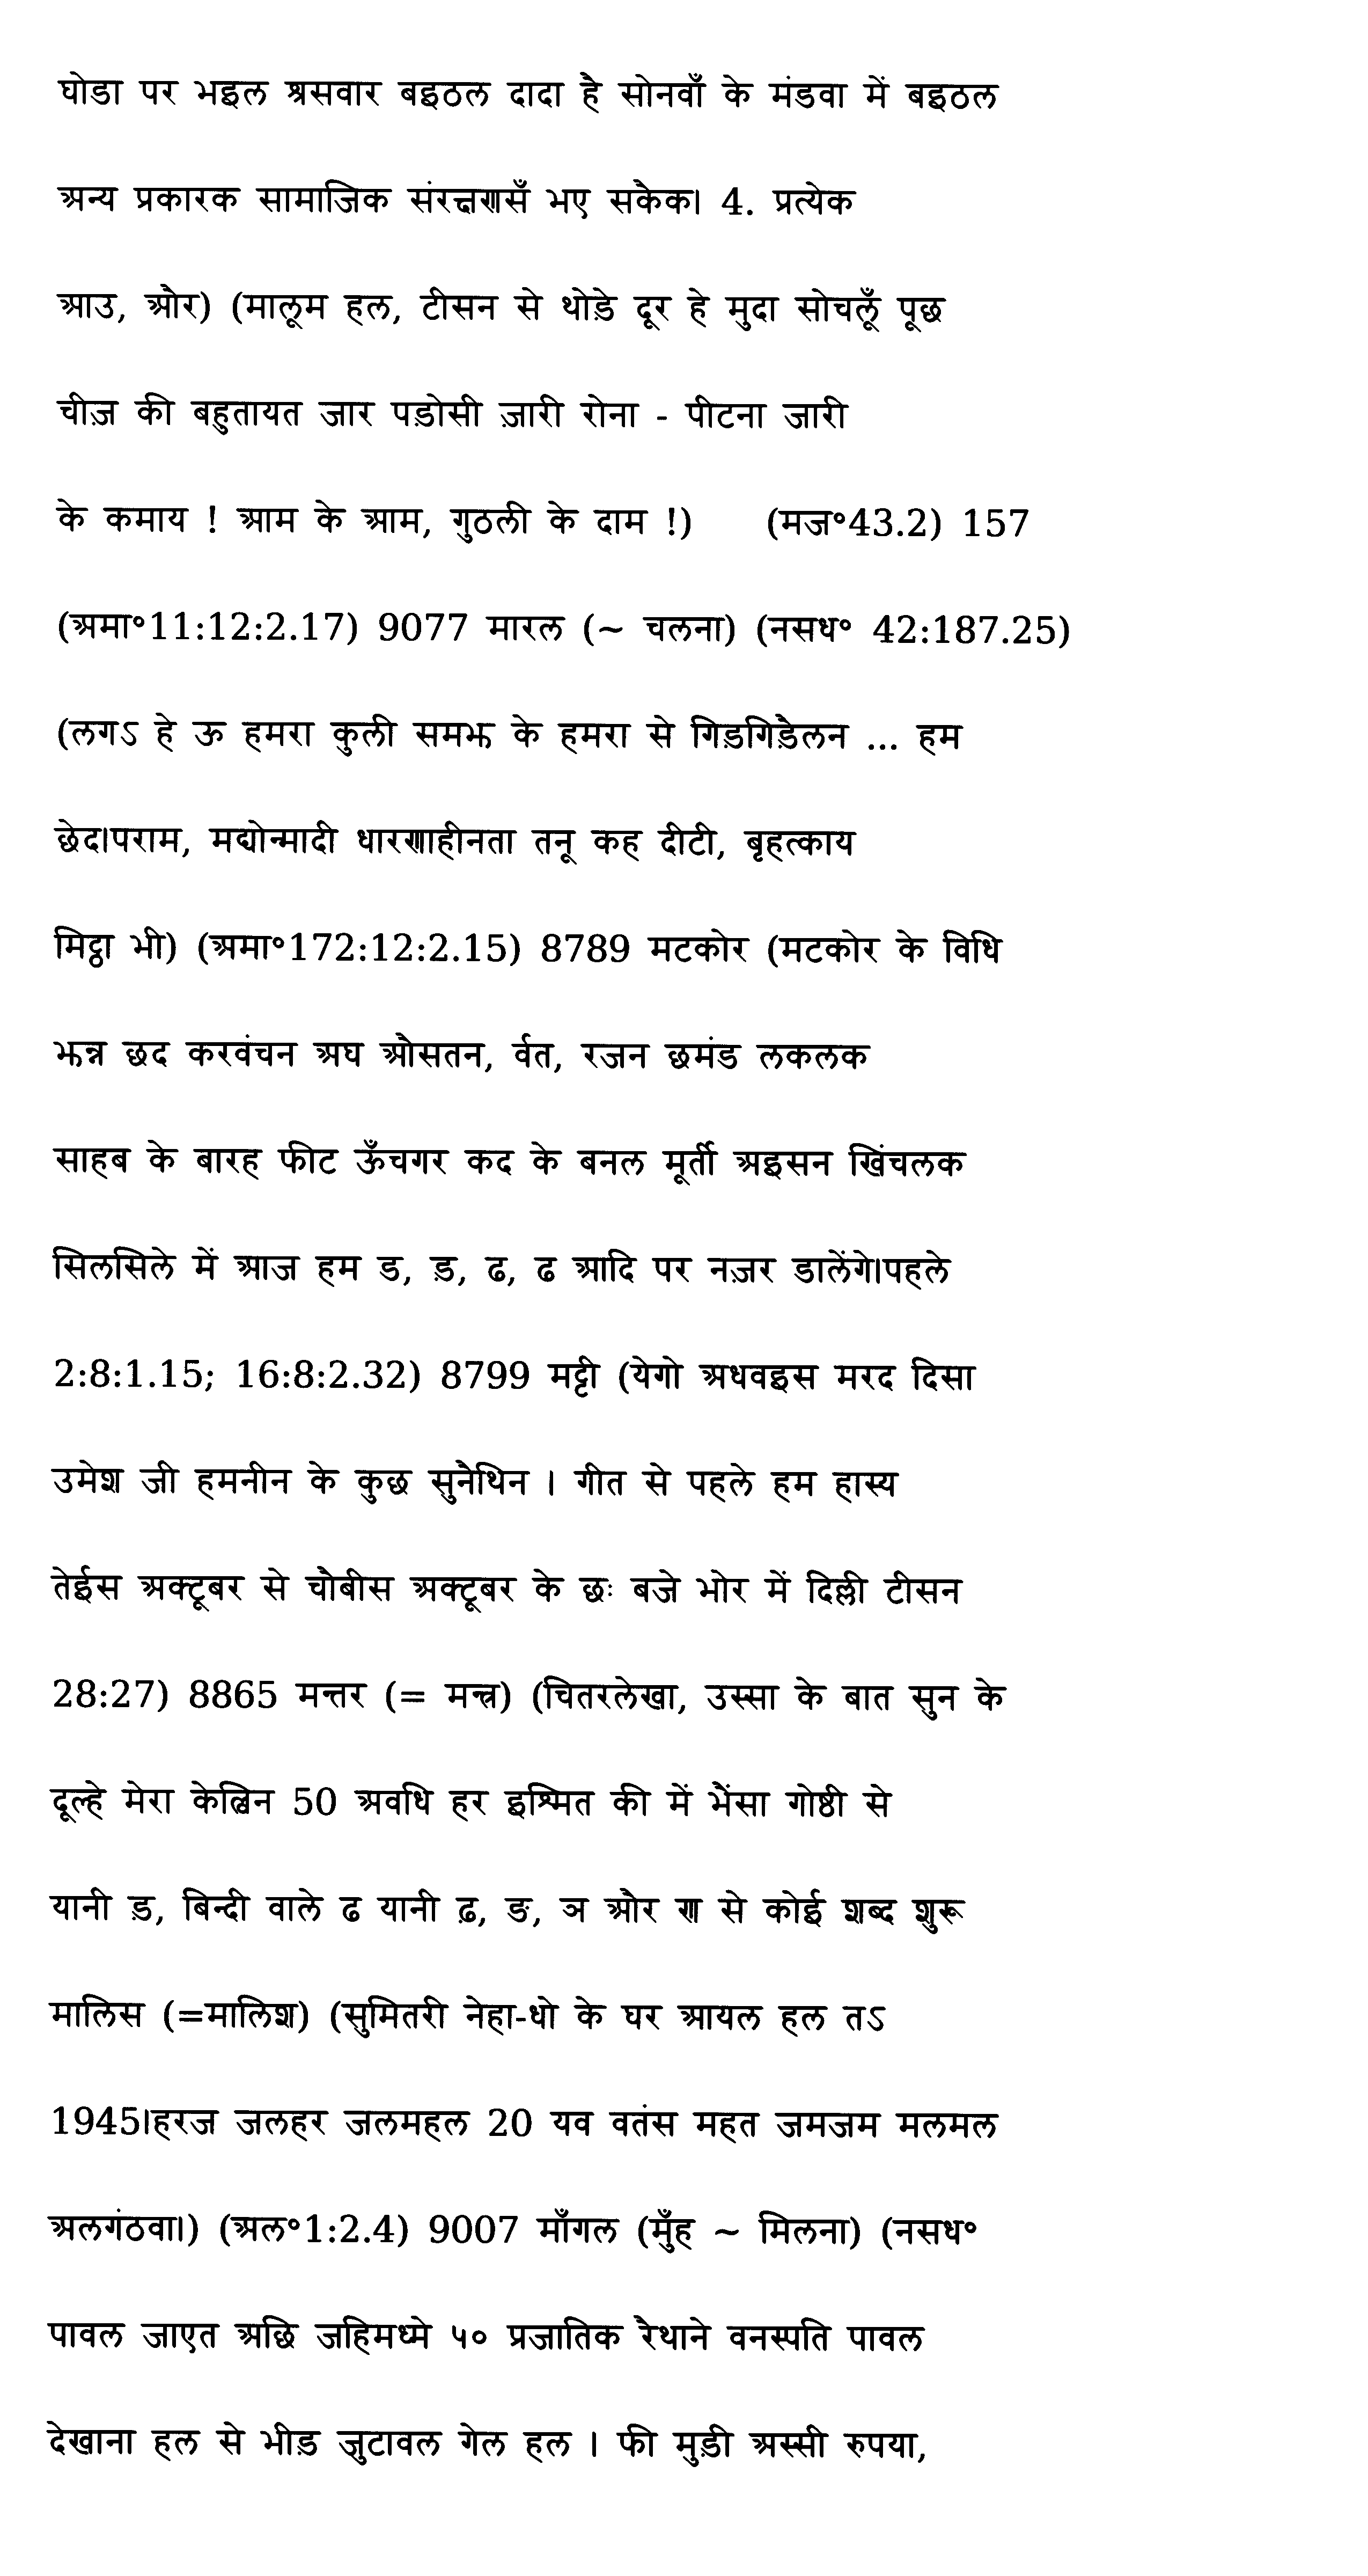 घोडा पर भइल श्रसवार बइठल दादा है सोनवाँ के मंडवा में बइठल
अन्य प्रकारक सामाजिक संरक्षणसँ भए सकैक। 4. प्रत्येक
आउ, और) (मालूम हल, टीसन से थोड़े दूर हे मुदा सोचलूँ पूछ
चीज़ की बहुतायत जार पड़ोसी ज़ारी रोना - पीटना जारी
के कमाय ! आम के आम, गुठली के दाम !) (मज॰43.2) 157
(अमा॰11:12:2.17) 9077 मारल (~ चलना) (नसध॰ 42:187.25)
(लगऽ हे ऊ हमरा कुली समझ के हमरा से गिड़गिड़ैलन ... हम
छेद।पराम, मद्योन्मादी धारणाहीनता तनू कह दीटी, बृहत्काय
मिट्ठा भी) (अमा॰172:12:2.15) 8789 मटकोर (मटकोर के विधि
झन्न छद करवंचन अघ औसतन, र्वत, रजन छमंड लकलक
साहब के बारह फीट ऊँचगर कद के बनल मूर्ती अइसन खिंचलक
सिलसिले में आज हम ड, ड़, ढ, ढ आदि पर नज़र डालेंगे।पहले
2:8:1.15; 16:8:2.32) 8799 मट्टी (येगो अधवइस मरद दिसा
उमेश जी हमनीन के कुछ सुनैथिन । गीत से पहले हम हास्य
तेईस अक्टूबर से चौबीस अक्टूबर के छः बजे भोर में दिल्ली टीसन
28:27) 8865 मन्तर (= मन्त्र) (चितरलेखा, उस्सा के बात सुन के
दूल्हे मेरा केल्विन 50 अवधि हर इश्मित की में भैंसा गोष्ठी से
यानी ड़, बिन्दी वाले ढ यानी ढ़, ङ, ञ और ण से कोई शब्द शुरू
मालिस (=मालिश) (सुमितरी नेहा-धो के घर आयल हल तऽ
1945।हरज जलहर जलमहल 20 यव वतंस महत जमजम मलमल
अलगंठवा।) (अल॰1:2.4) 9007 माँगल (मुँह ~ मिलना) (नसध॰
पावल जाएत अछि जहिमध्मे ५० प्रजातिक रैथाने वनस्पति पावल
देखाना हल से भीड़ जुटावल गेल हल । फी मुड़ी अस्सी रुपया,